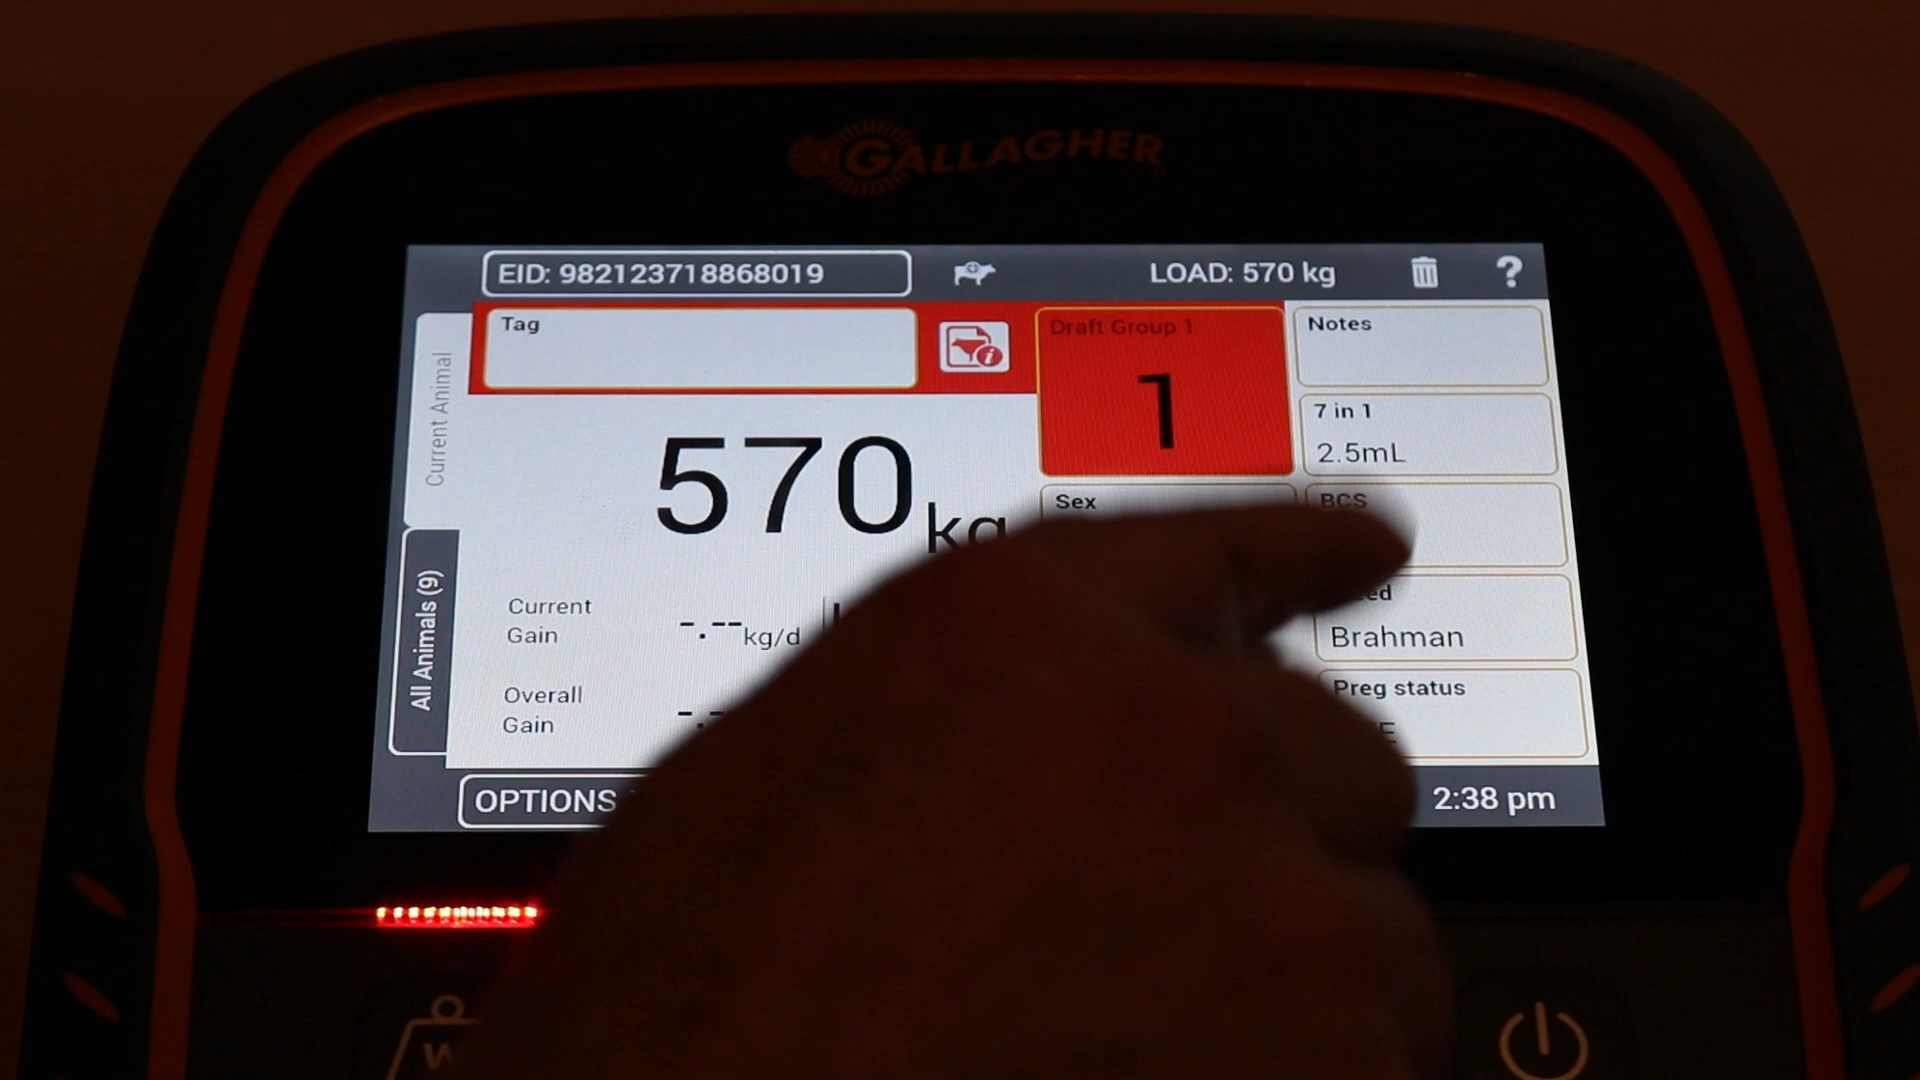 GALLAGHER
EID: 982123718868019
LOAD: 570 kg
?
Current Animal
Tag
Draft Group 1
1
Notes
7 in 1
2.5mL
570 kg
Sex
BCS
Current
Gain
-.-- kg/d
Brahman
All Animals (9)
Overall
Gain
Preg status
OPTIONS
2:38 pm
W